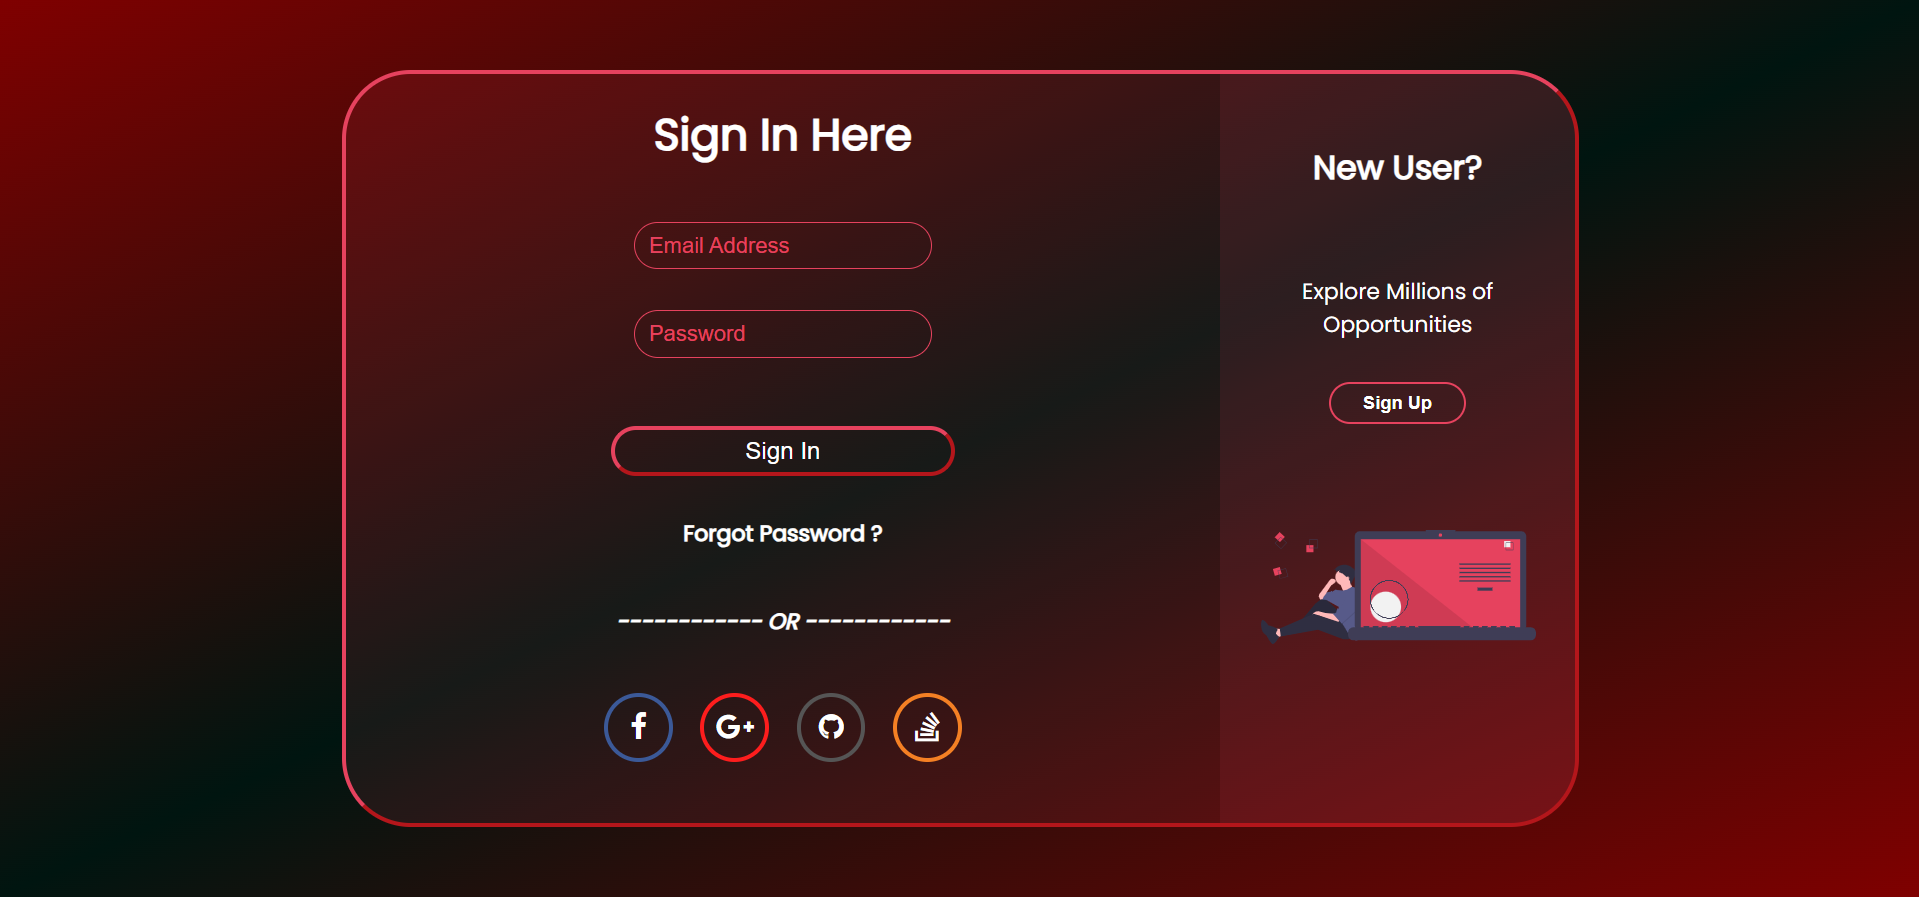 Sign In Here
Email Address
Password
Sign In
Forgot Password ?
------------ OR ------------
G+
New User?
Explore Millions of
Opportunities
Sign Up